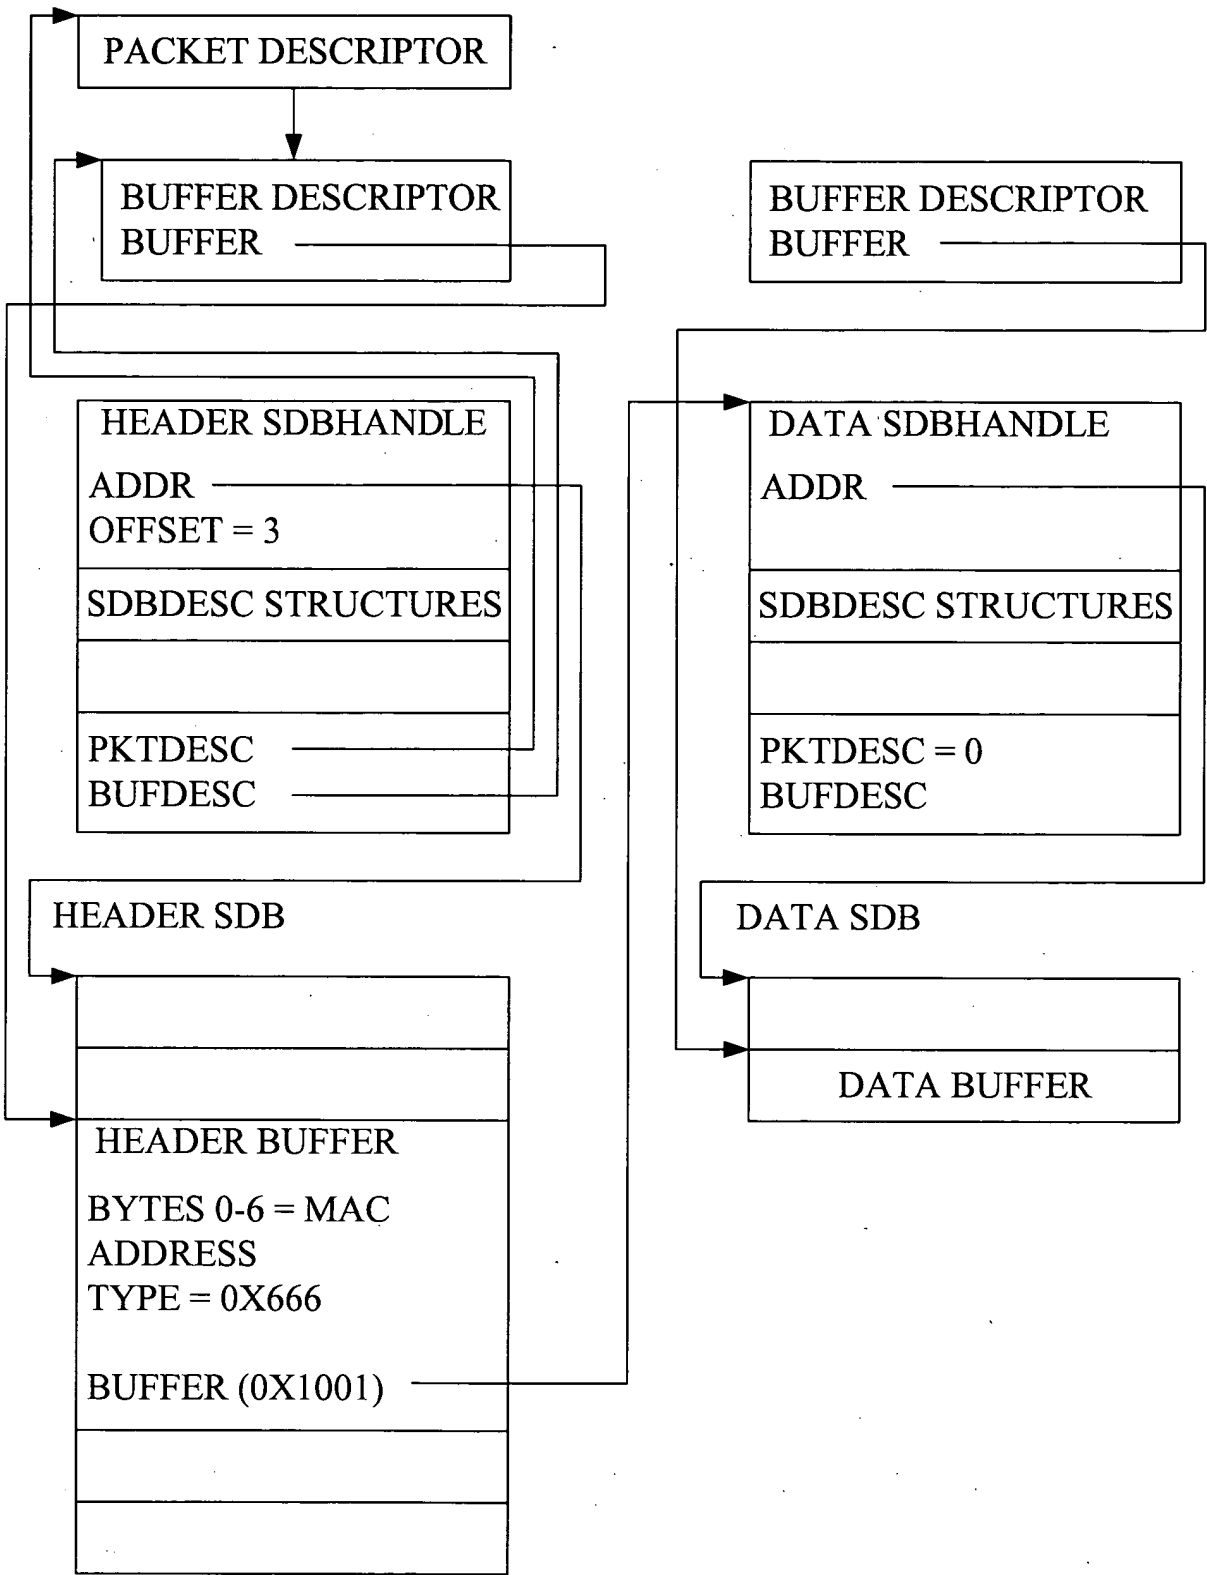 PACKET DESCRIPTOR
BUFFER DESCRIPTOR
BUFFER
BUFFER DESCRIPTOR
BUFFER
HEADER SDBHANDLE
ADDR
OFFSET = 3
SDBDESC STRUCTURES
PKTDESC
BUFDESC
DATA SDBHANDLE
ADDR
SDBDESC STRUCTURES
PKTDESC = 0
BUFDESC
HEADER SDB
DATA SDB
HEADER BUFFER
BYTES 0-6 = MAC
ADDRESS
TYPE = 0X666
BUFFER (0X1001)
DATA BUFFER